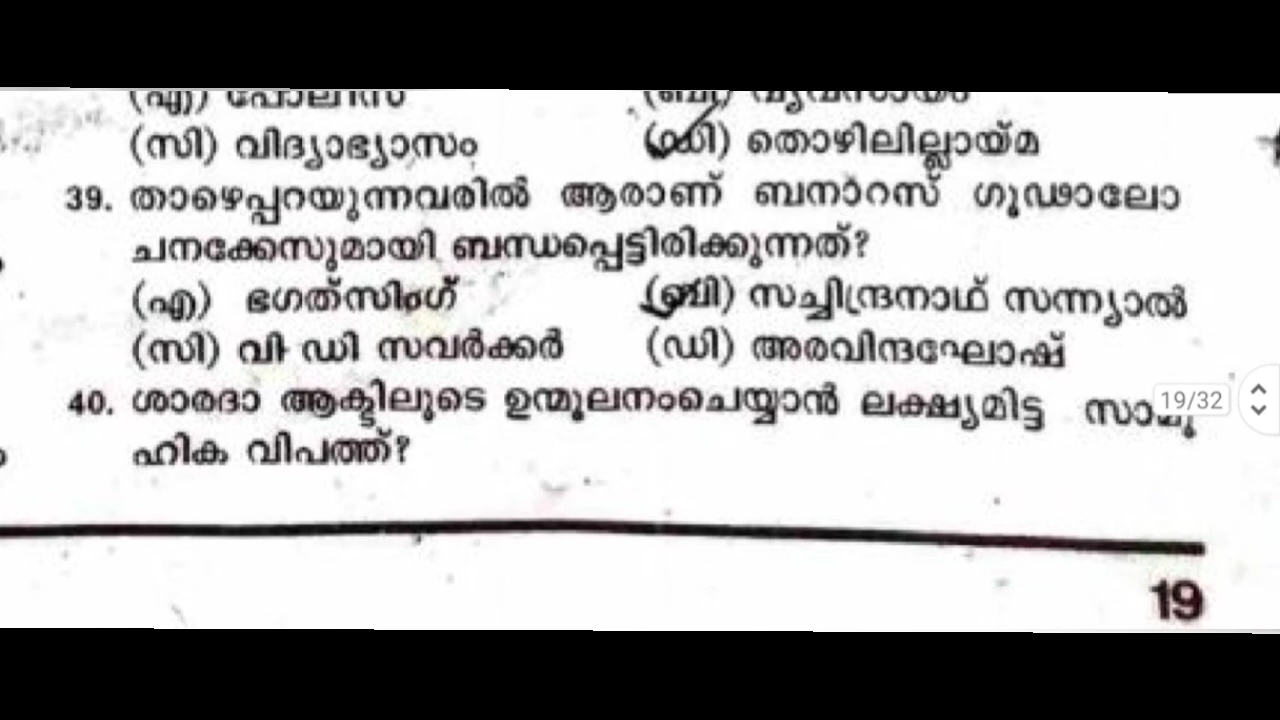 (എ) പോലീസ് (ബി) വ്യവസായം
(സി) വിദ്യാഭ്യാസം (ഡി) തൊഴിലില്ലായ്മ
39. താഴെപ്പറയുന്നവരിൽ ആരാണ് ബനാറസ് ഗൂഢാലോ
ചനക്കേസുമായി ബന്ധപ്പെട്ടിരിക്കുന്നത്?
(എ) ഭഗത്സിംഗ് (ബി) സച്ചിന്ദ്രനാഥ് സന്ന്യാൽ
(സി) വി ഡി സവർക്കർ (ഡി) അരവിന്ദഘോഷ്
40. ശാരദാ ആക്ടിലൂടെ ഉന്മൂലനംചെയ്യാൻ ലക്ഷ്യമിട്ട സാമൂ
19/32
ഹിക വിപത്ത്?
19